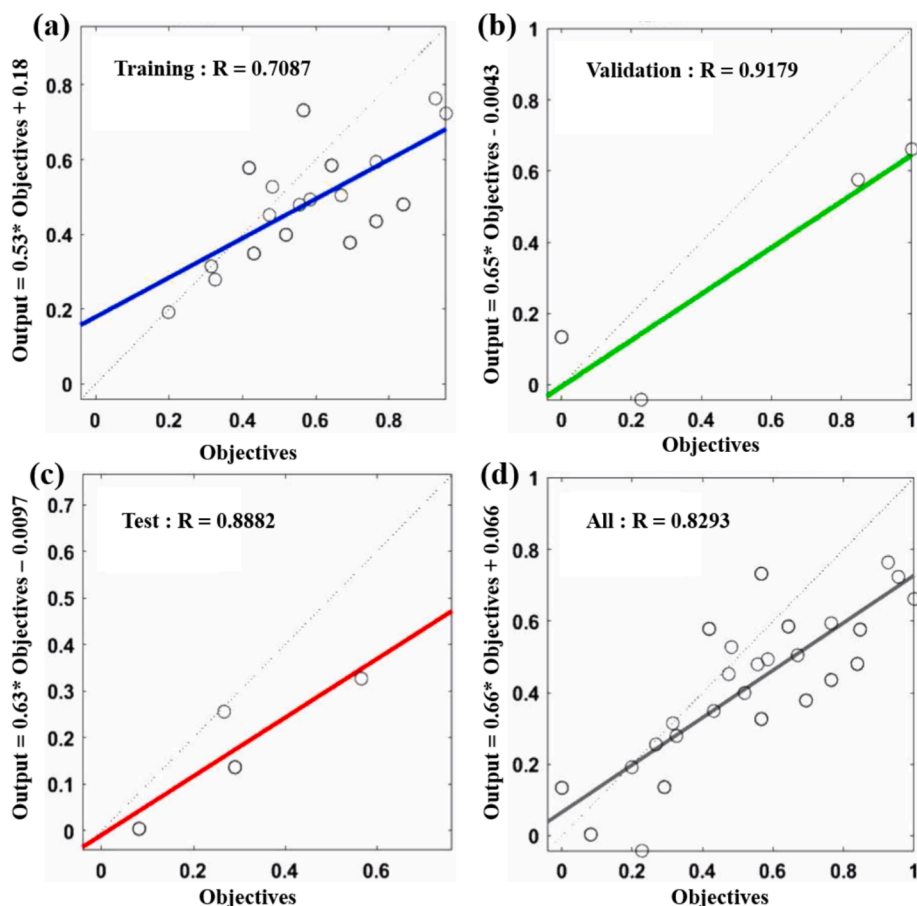 (a)
Training : R = 0.7087
Output = 0.53* Objectives + 0.18
0.8
0.6
0.4
0.2
0
0 0.2 0.4 0.6 0.8
Objectives
(b)
Validation : R = 0.9179
Output = 0.65* Objectives - 0.0043
1
0.8
0.6
0.4
0.2
0
0 0.2 0.4 0.6 0.8 1
Objectives
(c)
Test : R = 0.8882
Output = 0.63* Objectives – 0.0097
0.7
0.6
0.5
0.4
0.3
0.2
0.1
0
0 0.2 0.4 0.6
Objectives
(d)
All : R = 0.8293
Output = 0.66* Objectives + 0.066
1
0.8
0.6
0.4
0.2
0
0 0.2 0.4 0.6 0.8 1
Objectives